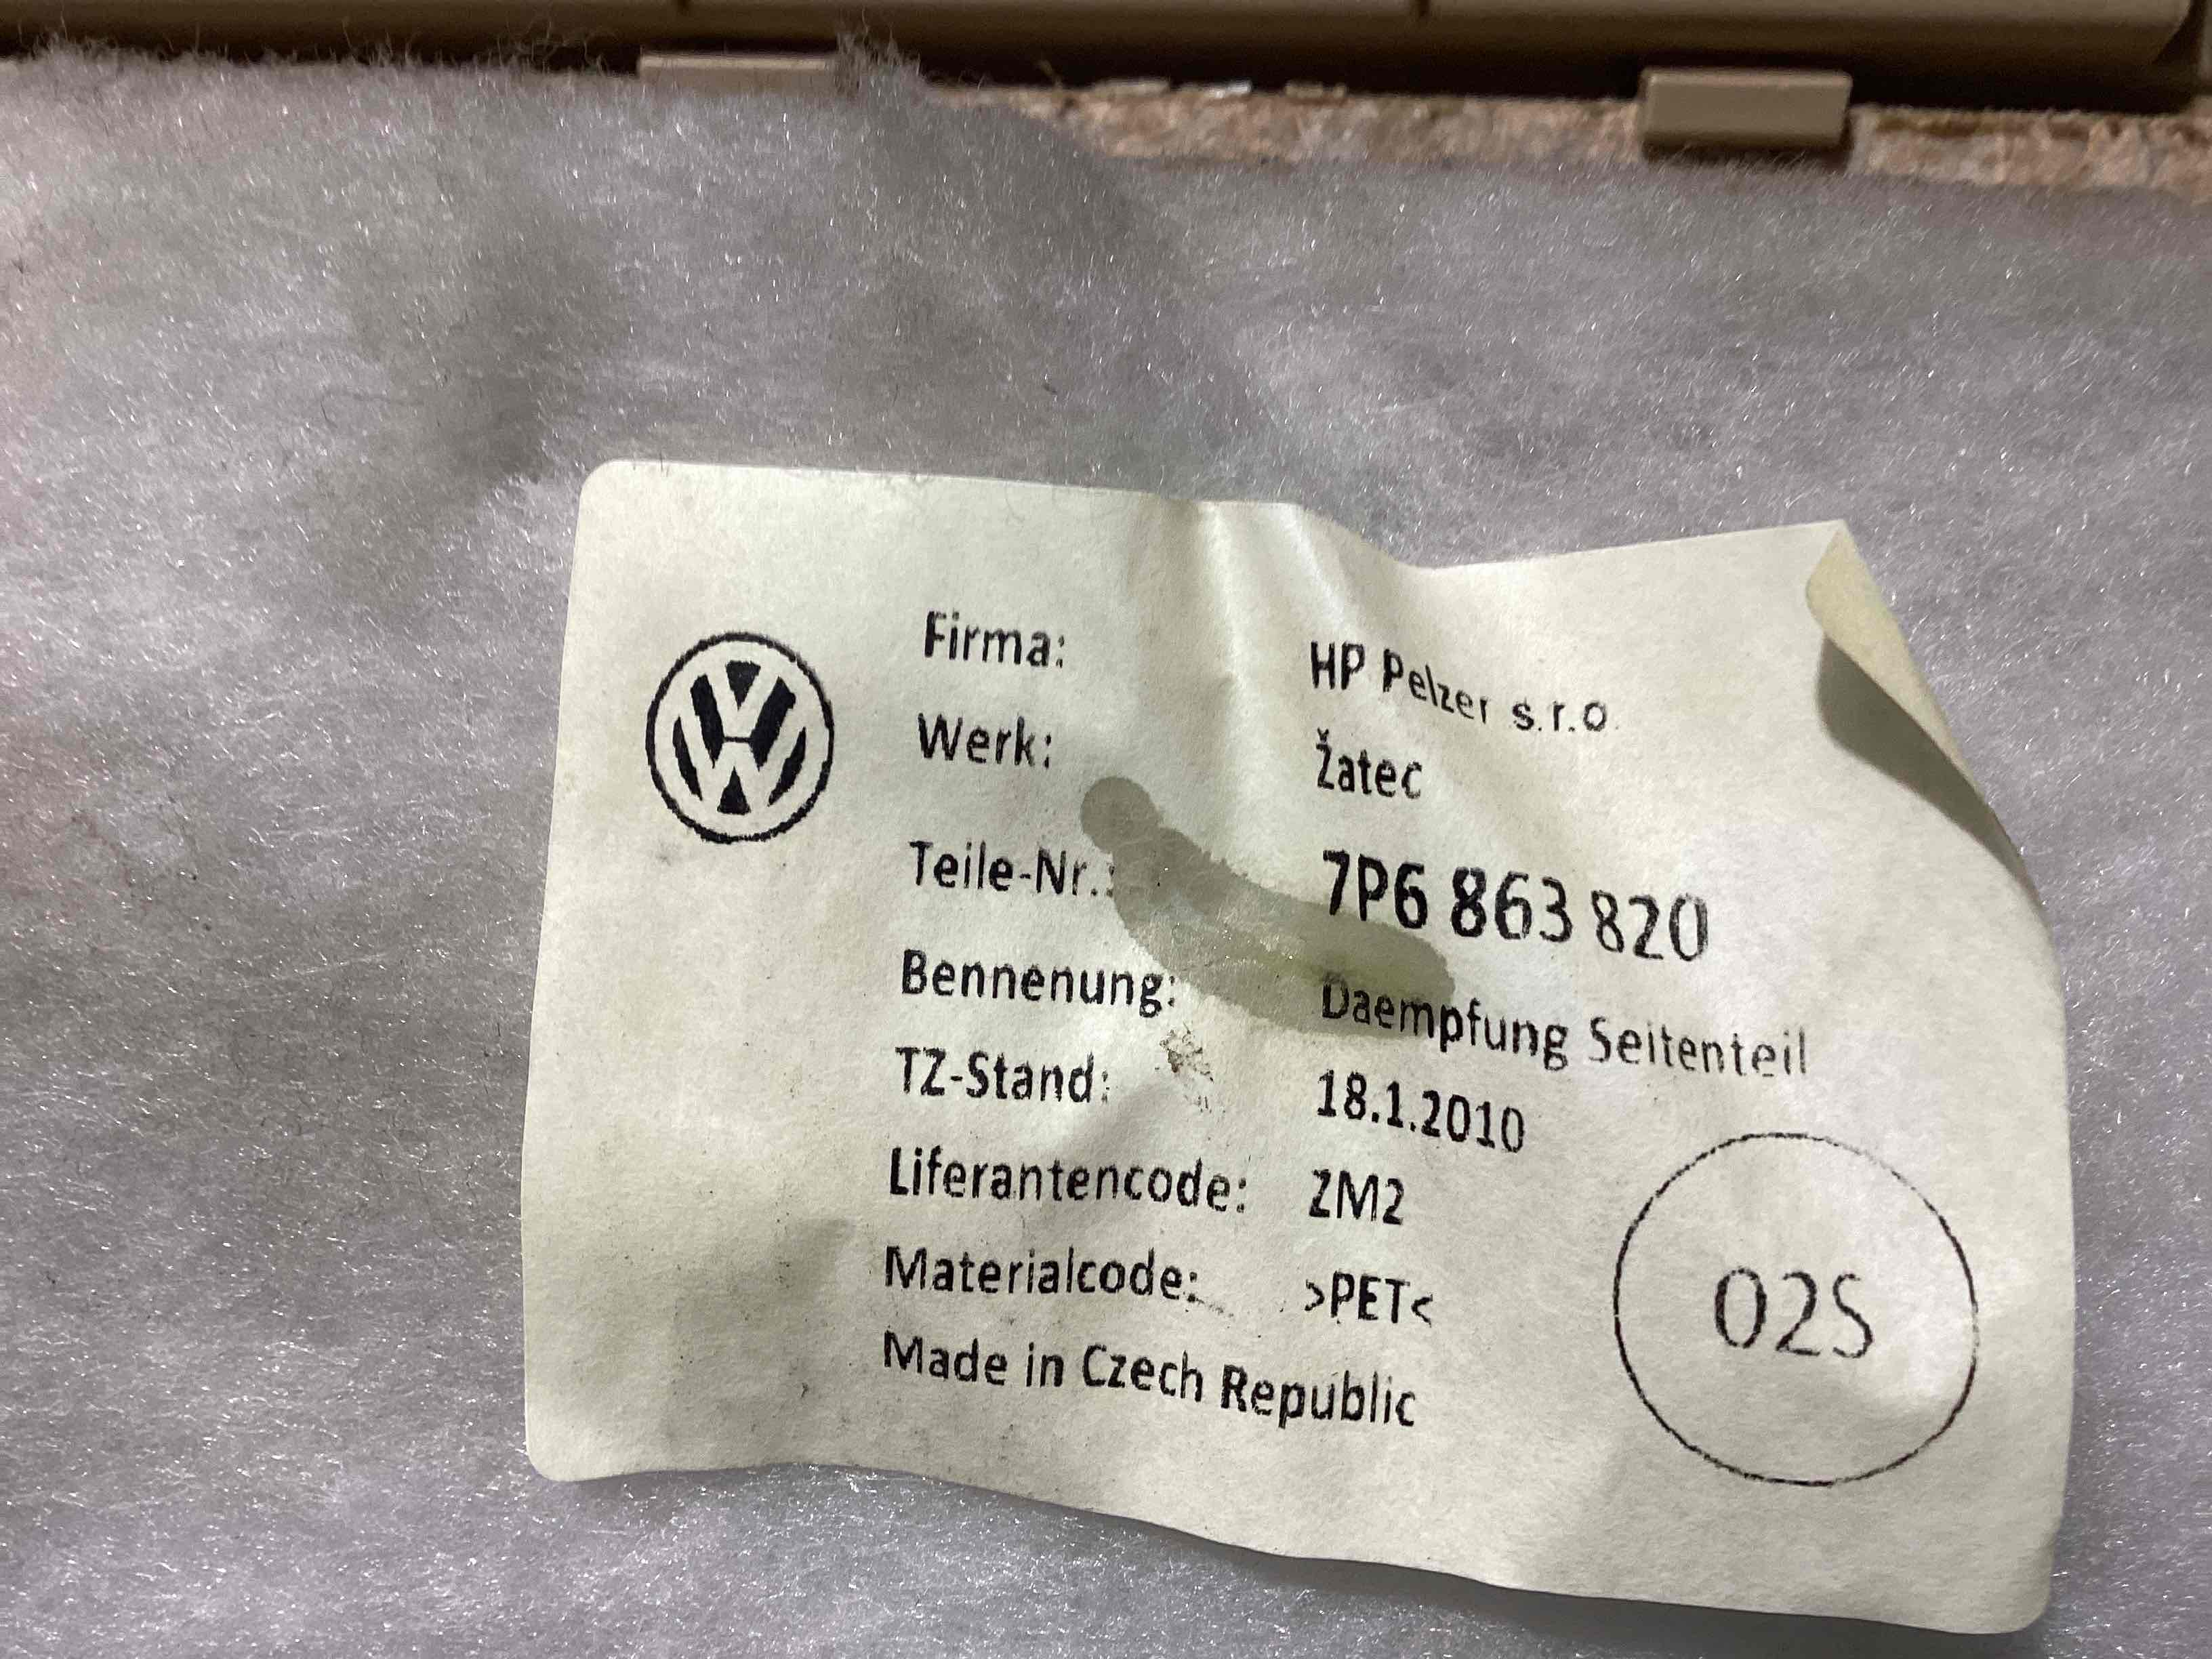 Firma: HP Pelzer s.r.o.
Werk: Žatec
Teile-Nr.: 7P6 863 820
Bennenung: Daempfung Seitenteil
TZ-Stand: 18.1.2010
Liferantencode: ZM2
Materialcode: >PET<
Made in Czech Republic
02S